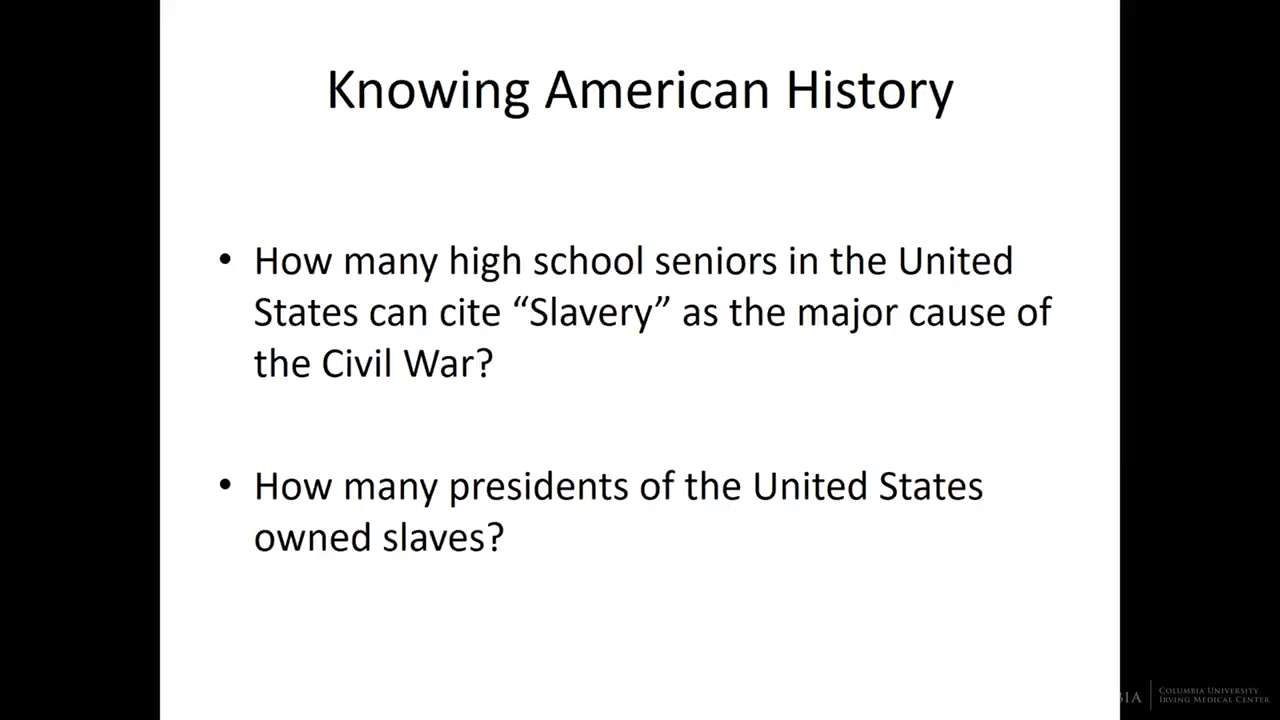 Knowing American History
• How many high school seniors in the United
States can cite “Slavery” as the major cause of
the Civil War?
• How many presidents of the United States
owned slaves?
COLUMBIA UNIVERSITY
IRVING MEDICAL CENTER